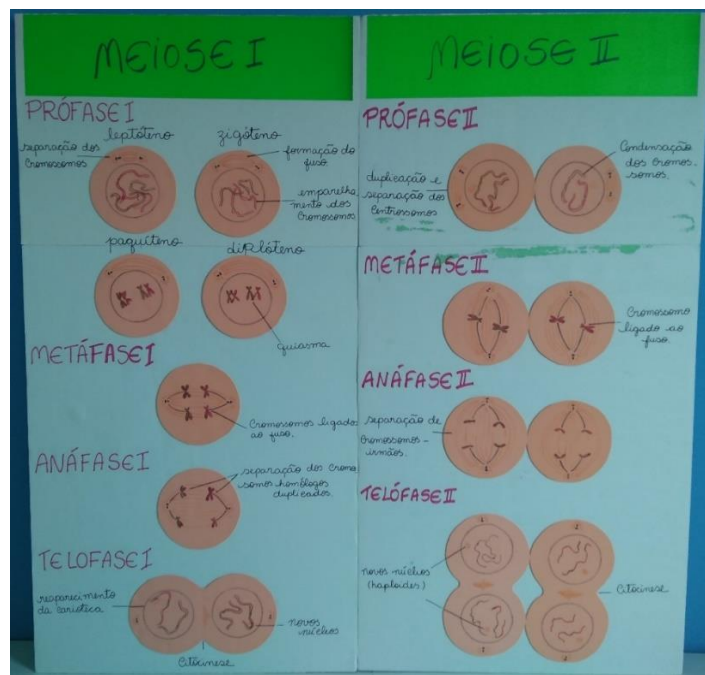 MEIOSE I
PRÓFASE I
leptóteno
zigóteno
separação dos
Cromossomos
formação do
fuso
emparelha
mento dos
Cromossomos
paquíteno
diplóteno
quiasma
METÁFASE I
Cromossomos ligados
ao fuso.
ANÁFASE I
separação dos Cromos
somos homólogos
duplicados.
TELOFASE I
reaparecimento
da carioteca
novos
núcleos
Citocinese
MEIOSE II
PRÓFASE II
duplicação e
separação dos
Centrossomos
Condensação
dos Cromos-
somos.
METÁFASE II
Cromossomo
ligado ao
fuso.
ANÁFASE II
separação de
Cromossomos-
irmãos.
TELÓFASE II
novos núcleos
(haploides)
Citocinese